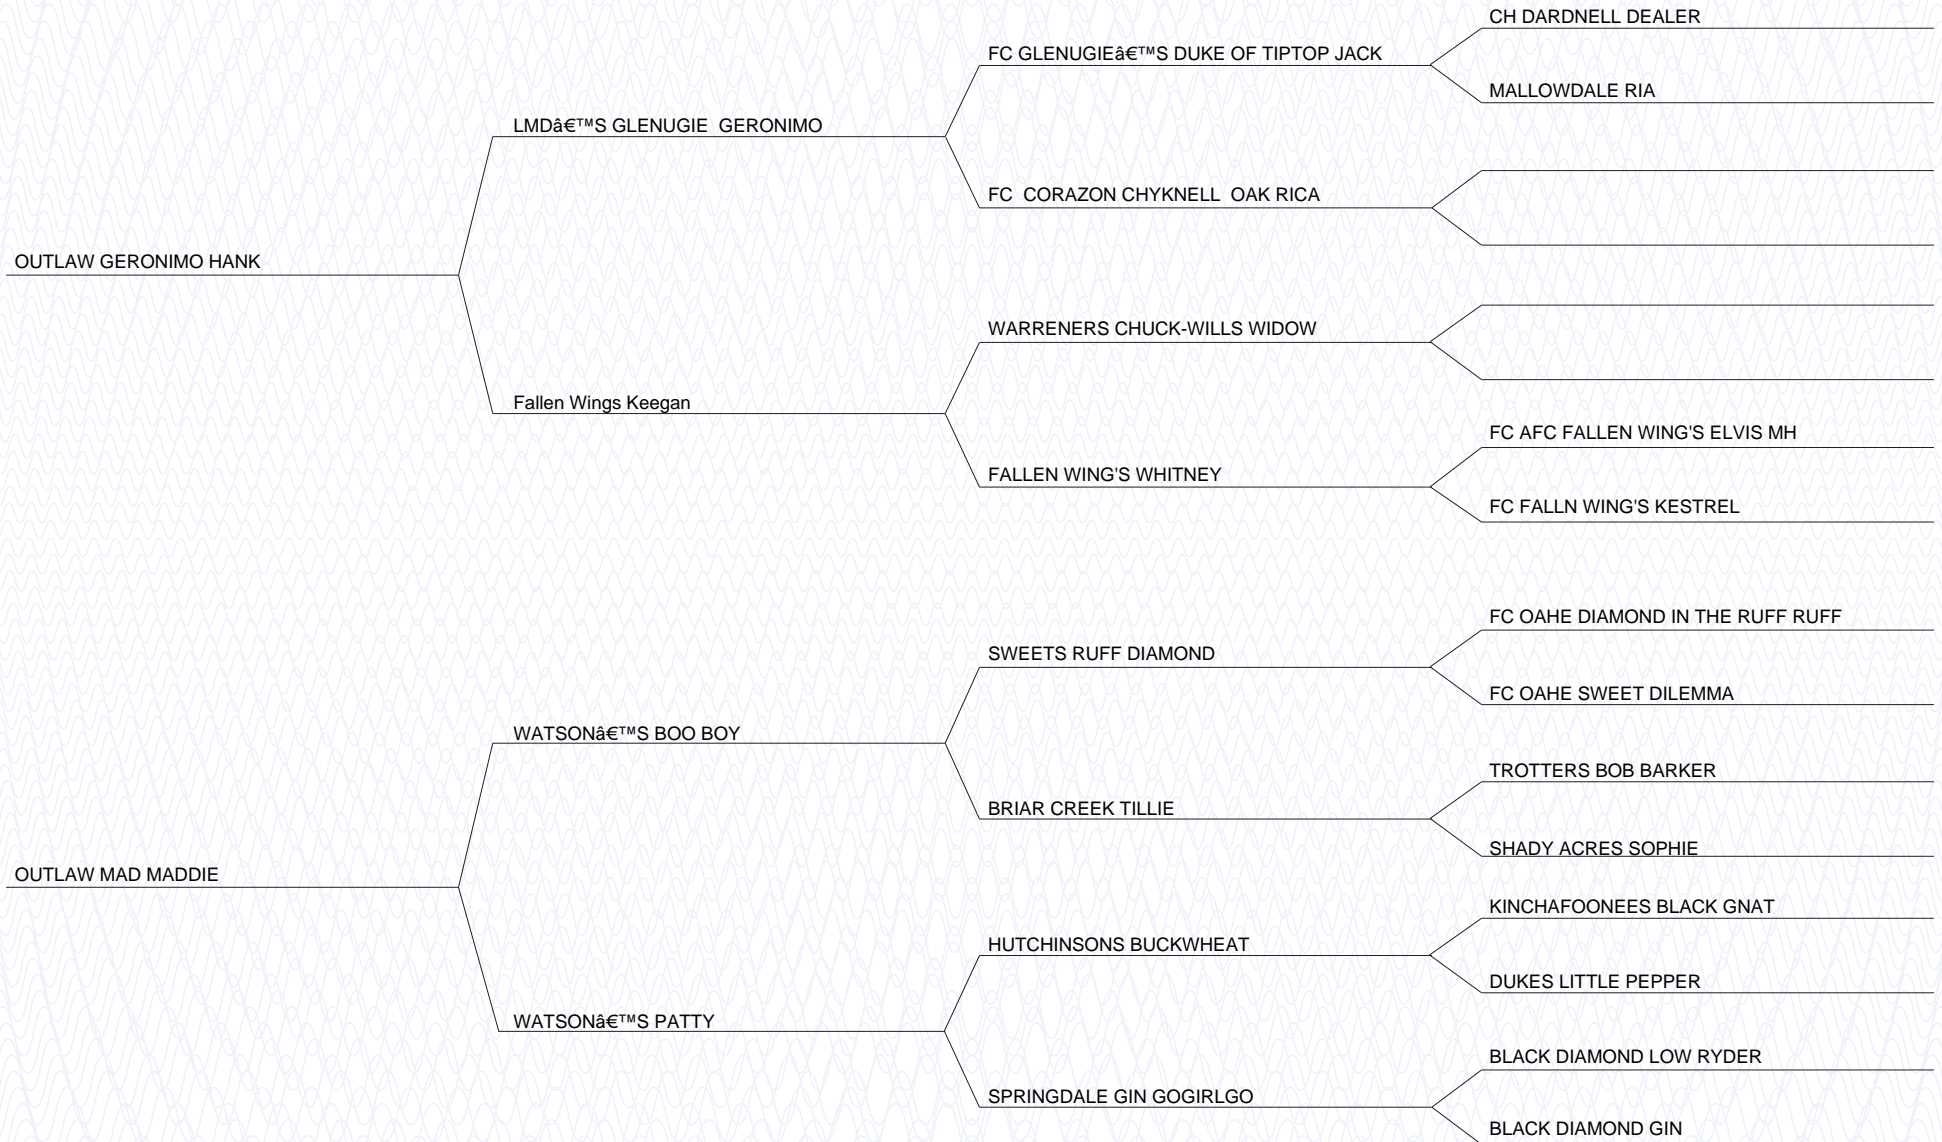 CH DARDNELL DEALER
FC GLENUGIEâ€™S DUKE OF TIPTOP JACK
MALLOWDALE RIA
LMDâ€™S GLENUGIE  GERONIMO
FC  CORAZON CHYKNELL  OAK RICA
OUTLAW GERONIMO HANK
WARRENERS CHUCK-WILLS WIDOW
Fallen Wings Keegan
FC AFC FALLEN WING'S ELVIS MH
FALLEN WING'S WHITNEY
FC FALLN WING'S KESTREL
FC OAHE DIAMOND IN THE RUFF RUFF
SWEETS RUFF DIAMOND
FC OAHE SWEET DILEMMA
WATSONâ€™S BOO BOY
TROTTERS BOB BARKER
BRIAR CREEK TILLIE
SHADY ACRES SOPHIE
OUTLAW MAD MADDIE
KINCHAFOONEES BLACK GNAT
HUTCHINSONS BUCKWHEAT
DUKES LITTLE PEPPER
WATSONâ€™S PATTY
BLACK DIAMOND LOW RYDER
SPRINGDALE GIN GOGIRLGO
BLACK DIAMOND GIN